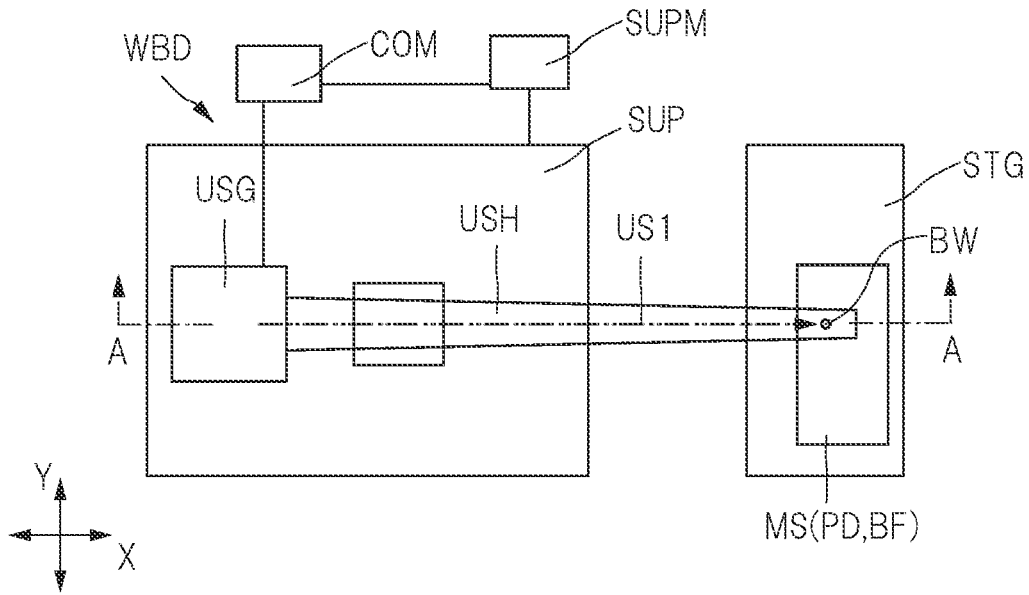 WBD
COM
SUPM
SUP
STG
USG
USH
US1
BW
A
A
MS(PD,BF)
Y
X